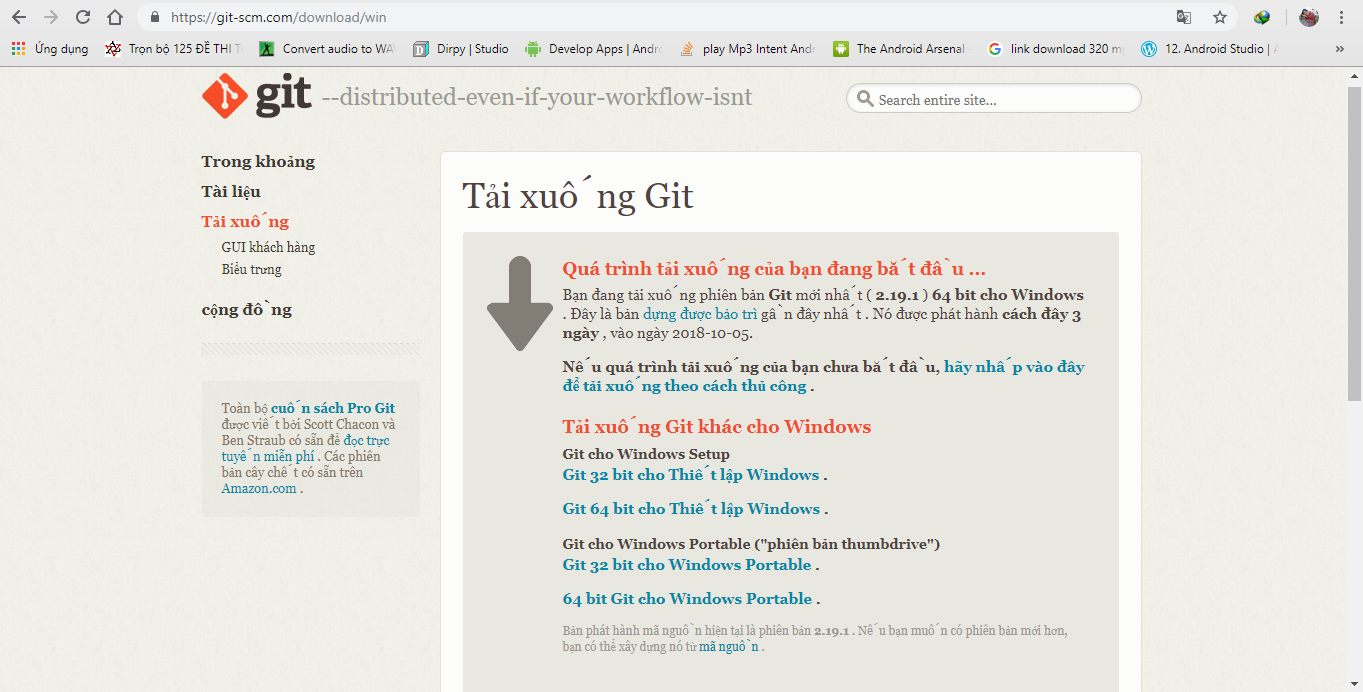 https://git-scm.com/download/win
Ứng dụng
Trọn bộ 125 ĐỀ THI T
Convert audio to WA
Dirpy | Studio
Develop Apps | Andr
play Mp3 Intent Andr
The Android Arsenal
link download 320 m
12. Android Studio |
»
git --distributed-even-if-your-workflow-isnt
Search entire site...
Trong khoảng
Tài liệu
Tải xuống
GUI khách hàng
Biểu trưng
cộng đồng
Toàn bộ cuốn sách Pro Git
được viết bởi Scott Chacon và
Ben Straub có sẵn để đọc trực
tuyến miễn phí . Các phiên
bản cây chết có sẵn trên
Amazon.com .
Tải xuống Git
Quá trình tải xuống của bạn đang bắt đầu ...
Bạn đang tải xuống phiên bản Git mới nhất ( 2.19.1 ) 64 bit cho Windows
. Đây là bản dựng được bảo trì gần đây nhất . Nó được phát hành cách đây 3
ngày , vào ngày 2018-10-05.
Nếu quá trình tải xuống của bạn chưa bắt đầu, hãy nhấp vào đây
để tải xuống theo cách thủ công .
Tải xuống Git khác cho Windows
Git cho Windows Setup
Git 32 bit cho Thiết lập Windows .
Git 64 bit cho Thiết lập Windows .
Git cho Windows Portable ("phiên bản thumbdrive")
Git 32 bit cho Windows Portable .
64 bit Git cho Windows Portable .
Bản phát hành mã nguồn hiện tại là phiên bản 2.19.1 . Nếu bạn muốn có phiên bản mới hơn,
bạn có thể xây dựng nó từ mã nguồn .